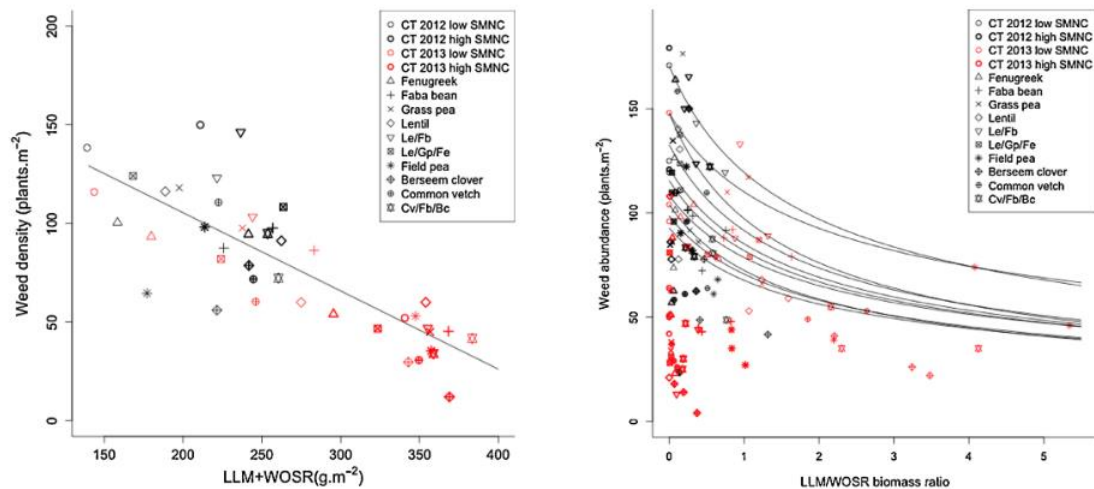 200
150
100
50
0
Weed density (plants.m⁻²)
150
200
250
300
350
400
LLM+WOSR(g.m⁻²)
CT 2012 low SMNC
CT 2012 high SMNC
CT 2013 low SMNC
CT 2013 high SMNC
Fenugreek
Faba bean
Grass pea
Lentil
Le/Fb
Le/Gp/Fe
Field pea
Berseem clover
Common vetch
Cv/Fb/Bc
150
100
50
0
Weed abundance (plants.m⁻²)
0
1
2
3
4
5
LLM/WOSR biomass ratio
CT 2012 low SMNC
CT 2012 high SMNC
CT 2013 low SMNC
CT 2013 high SMNC
Fenugreek
Faba bean
Grass pea
Lentil
Le/Fb
Le/Gp/Fe
Field pea
Berseem clover
Common vetch
Cv/Fb/Bc